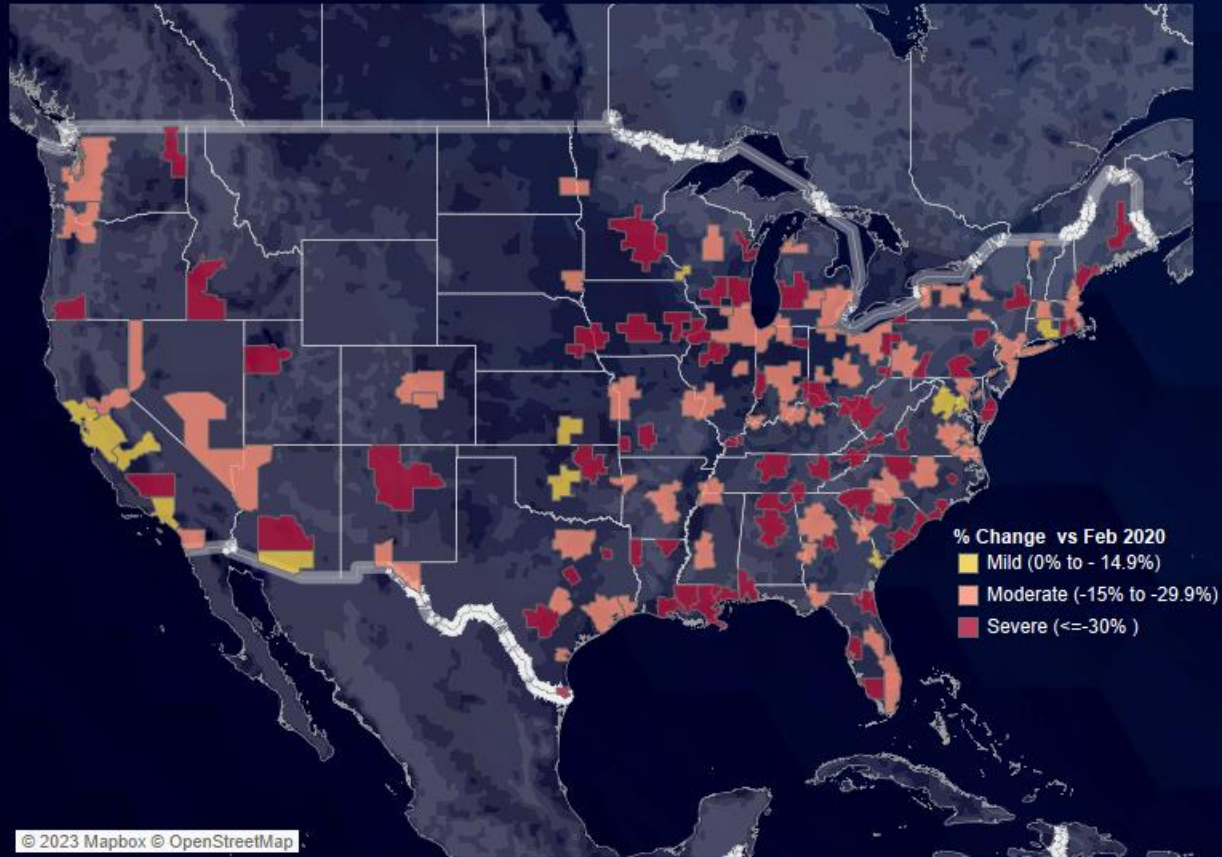 % Change vs Feb 2020
Mild (0% to - 14.9%)
Moderate (-15% to -29.9%)
Severe (<=-30% )
© 2023 Mapbox © OpenStreetMap